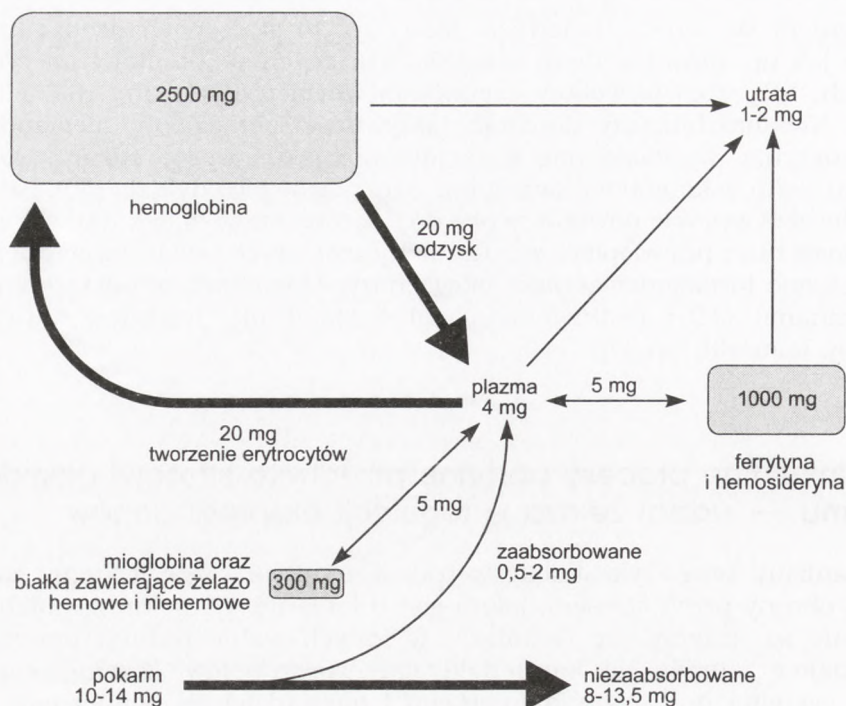 2500 mg
hemoglobina
utrata
1-2 mg
20 mg
odzysk
plazma
4 mg
5 mg
1000 mg
ferrytyna
i hemosideryna
20 mg
tworzenie erytrocytów
5 mg
mioglobina oraz
białka zawierające żelazo
hemowe i niehemowe
300 mg
zaabsorbowane
0,5-2 mg
pokarm
10-14 mg
niezaabsorbowane
8-13,5 mg